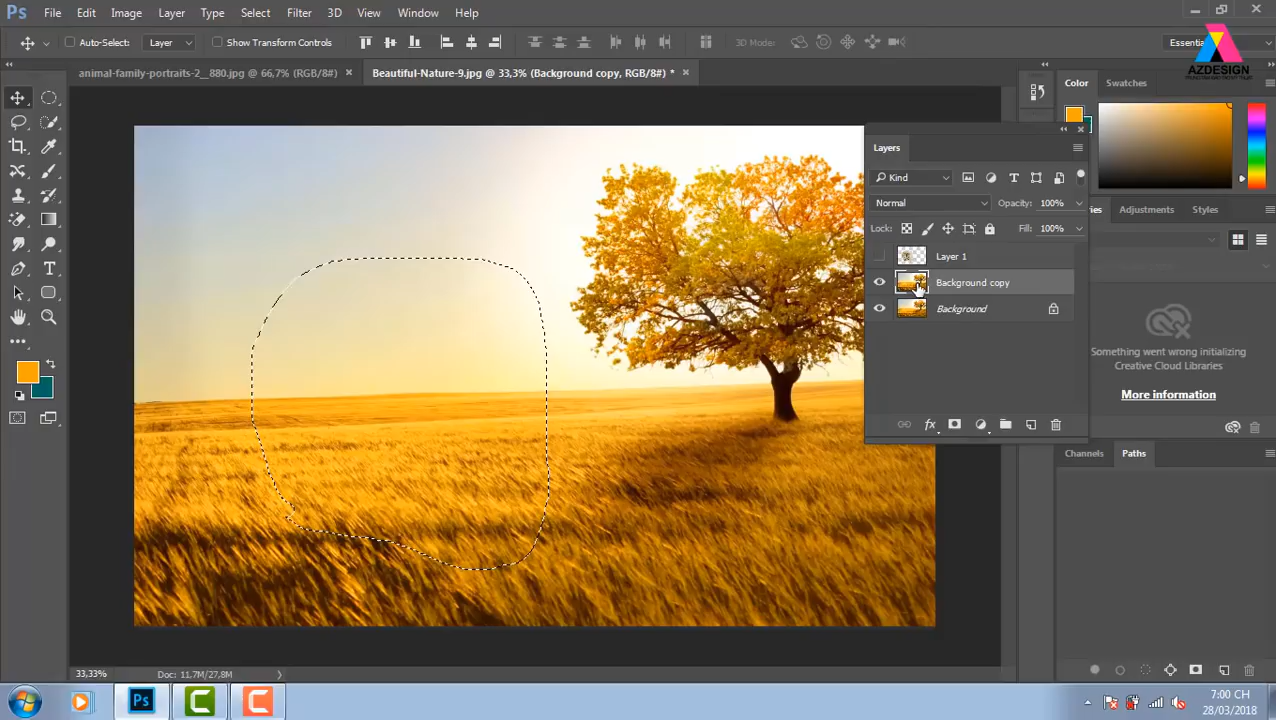 Ps File Edit Image Layer Type Select Filter 3D View Window Help
Auto-Select: Layer Show Transform Controls 3D Mode: Essentia
AZDESIGN
animal-family-portraits-2__880.jpg @ 66,7% (RGB/8#) × Beautiful-Nature-9.jpg @ 33,3% (Background copy, RGB/8#) * ×
Color Swatches
Layers
Kind
Normal Opacity: 100%
ries Adjustments Styles
Lock: Fill: 100%
Layer 1
Background copy
Background
Something went wrong initializing
Creative Cloud Libraries
More information
Channels Paths
33,33% Doc: 11,7M/27,8M
Ps
7:00 CH
28/03/2018